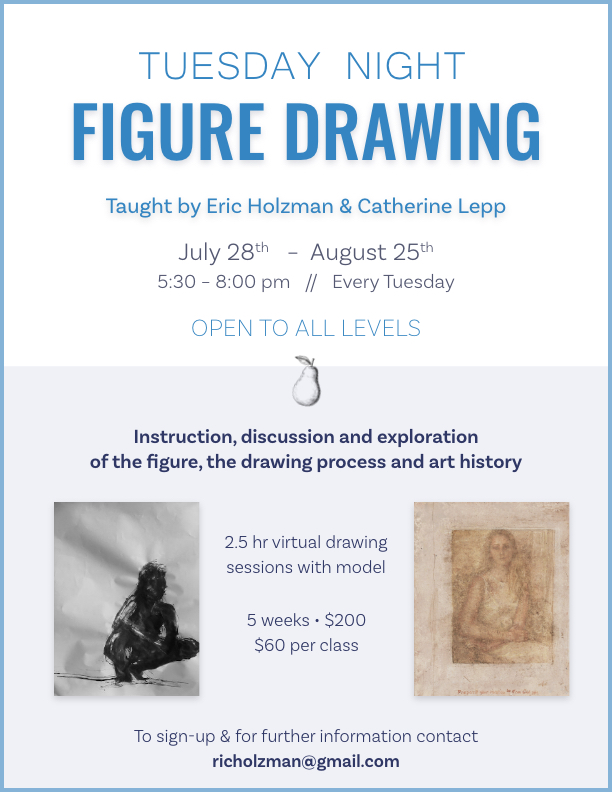 TUESDAY NIGHT
FIGURE DRAWING
Taught by Eric Holzman & Catherine Lepp
July 28th – August 25th
5:30 – 8:00 pm // Every Tuesday
OPEN TO ALL LEVELS
Instruction, discussion and exploration
of the figure, the drawing process and art history
2.5 hr virtual drawing
sessions with model
5 weeks • $200
$60 per class
To sign-up & for further information contact
richolzman@gmail.com